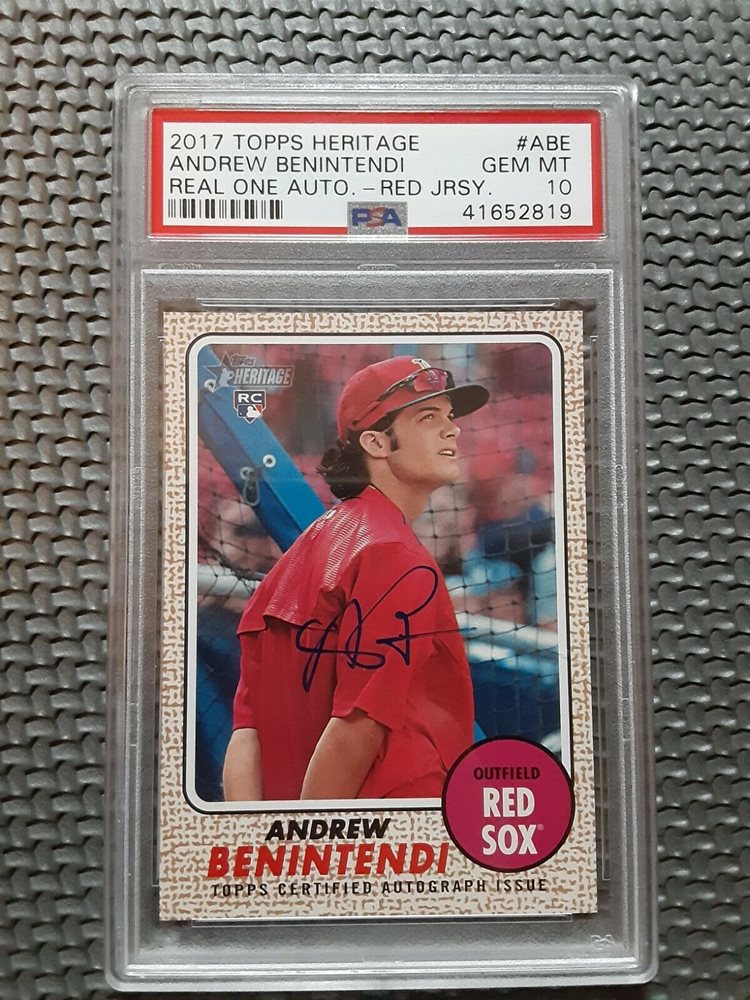 2017 TOPPS HERITAGE #ABE
ANDREW BENINTENDI GEM MT
REAL ONE AUTO.-RED JRSY. 10
PSA 41652819
Topps
HERITAGE
RC
OUTFIELD
RED
SOX
ANDREW
BENINTENDI
TOPPS CERTIFIED AUTOGRAPH ISSUE